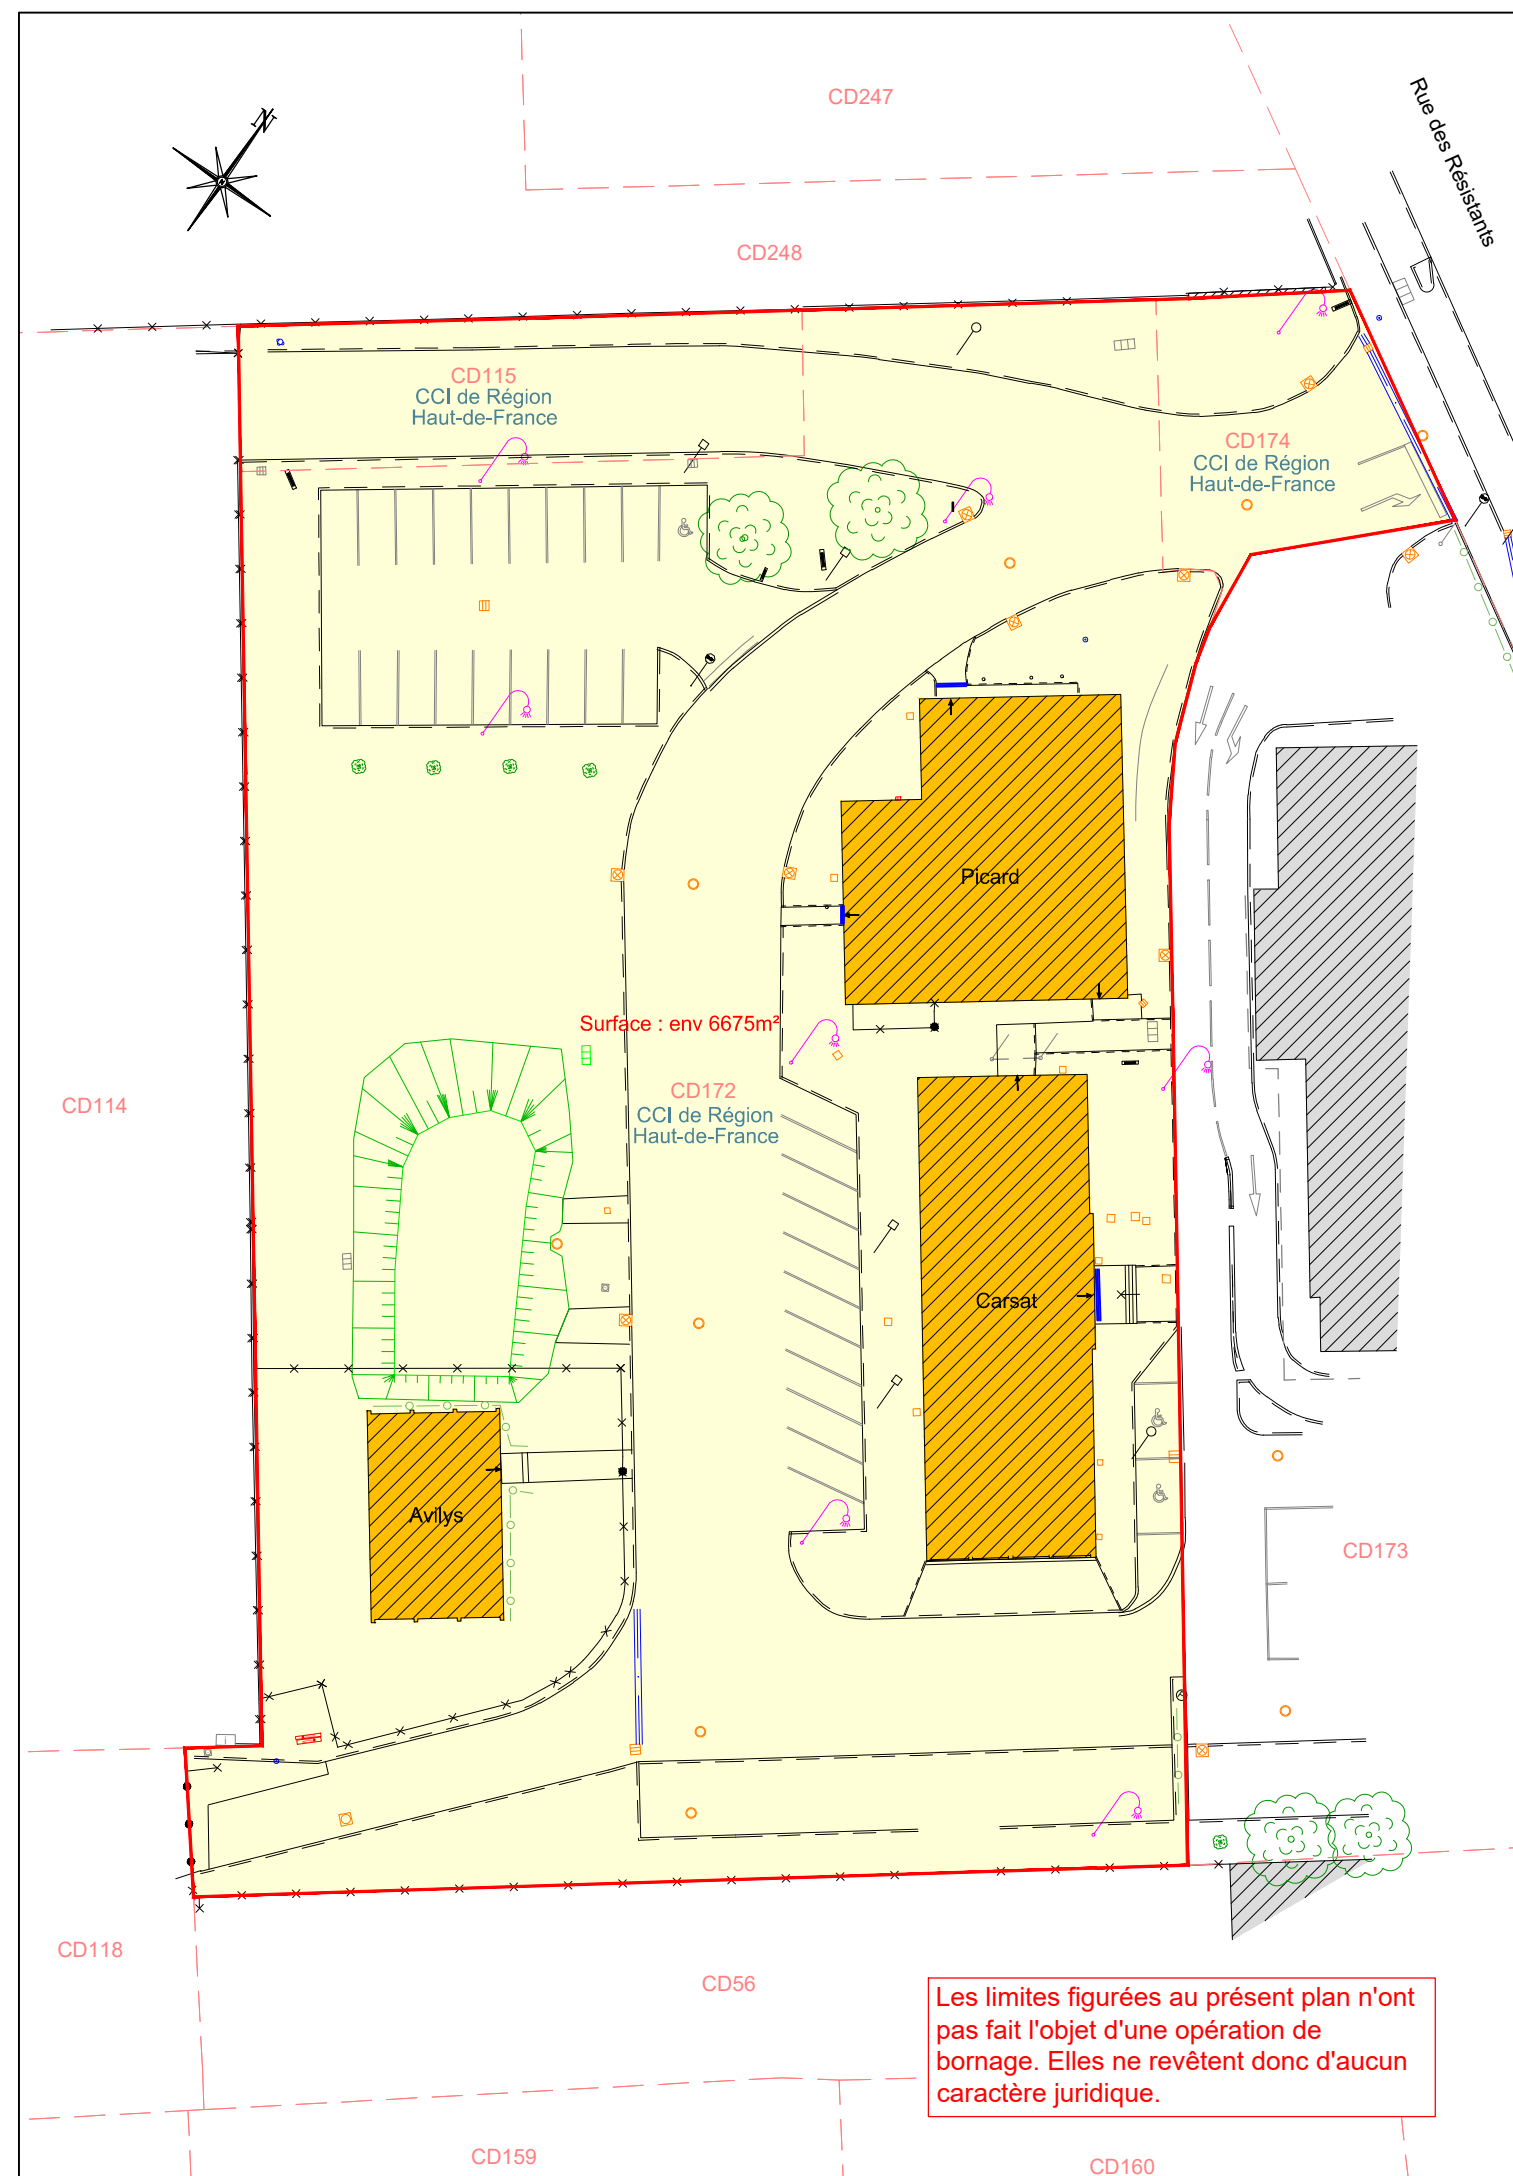 CD247
Rue des Résistants
N
CD248
CD115
CCI de Région
Haut-de-France
CD174
CCI de Région
Haut-de-France
Picard
Surface : env 6675m²
CD172
CCI de Région
Haut-de-France
CD114
Carsat
Avilys
CD173
CD118
CD56
Les limites figurées au présent plan n'ont
pas fait l'objet d'une opération de
bornage. Elles ne revêtent donc d'aucun
caractère juridique.
CD159
CD160